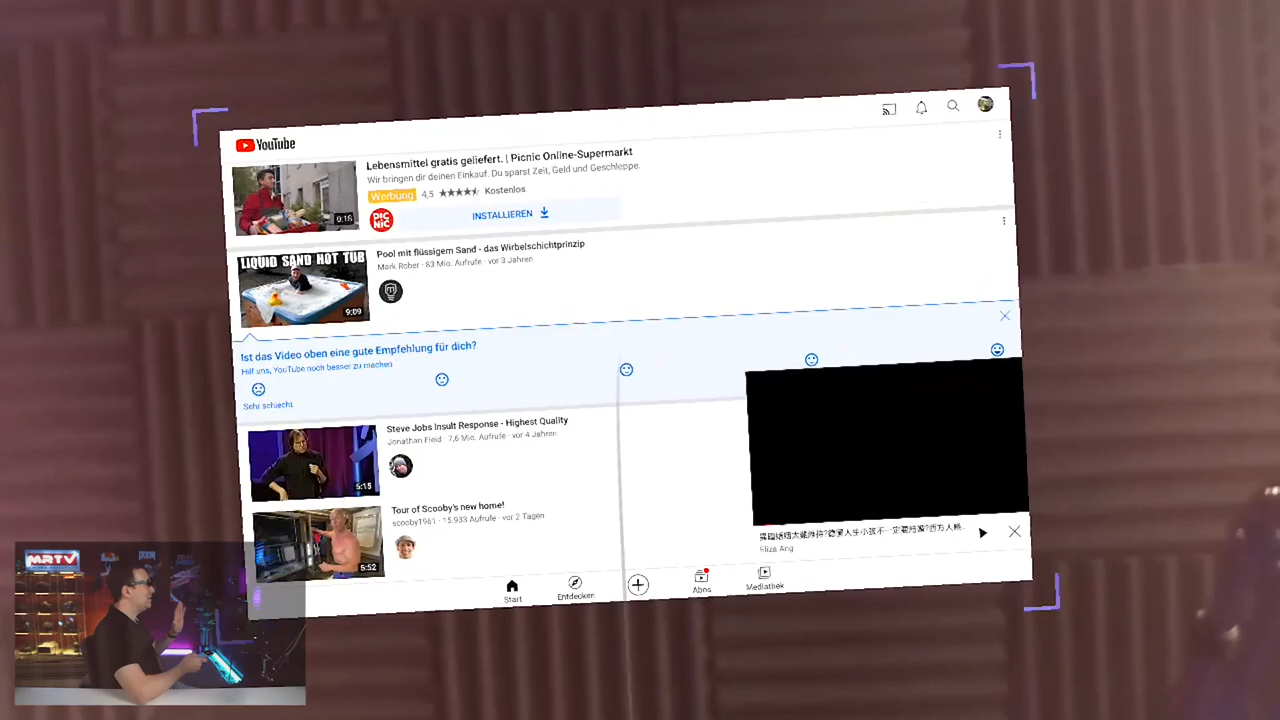 YouTube
Lebensmittel gratis geliefert. | Picnic Online-Supermarkt
Wir bringen dir deinen Einkauf. Du sparst Zeit, Geld und Geschleppe.
Werbung 4,5 Kostenlos
PIC
NIC
INSTALLIEREN
0:18
LIQUID SAND HOT TUB
9:09
Pool mit flüssigem Sand - das Wirbelschichtprinzip
Mark Rober · 83 Mio. Aufrufe · vor 3 Jahren
Ist das Video oben eine gute Empfehlung für dich?
Hilf uns, YouTube noch besser zu machen
Sehr schlecht
5:15
Steve Jobs Insult Response - Highest Quality
Jonathan Field · 7,6 Mio. Aufrufe · vor 4 Jahren
5:52
Tour of Scooby's new home!
scooby1961 · 15.933 Aufrufe · vor 2 Tagen
Eliza Ang
Start
Entdecken
Abos
Mediathek
MRTV